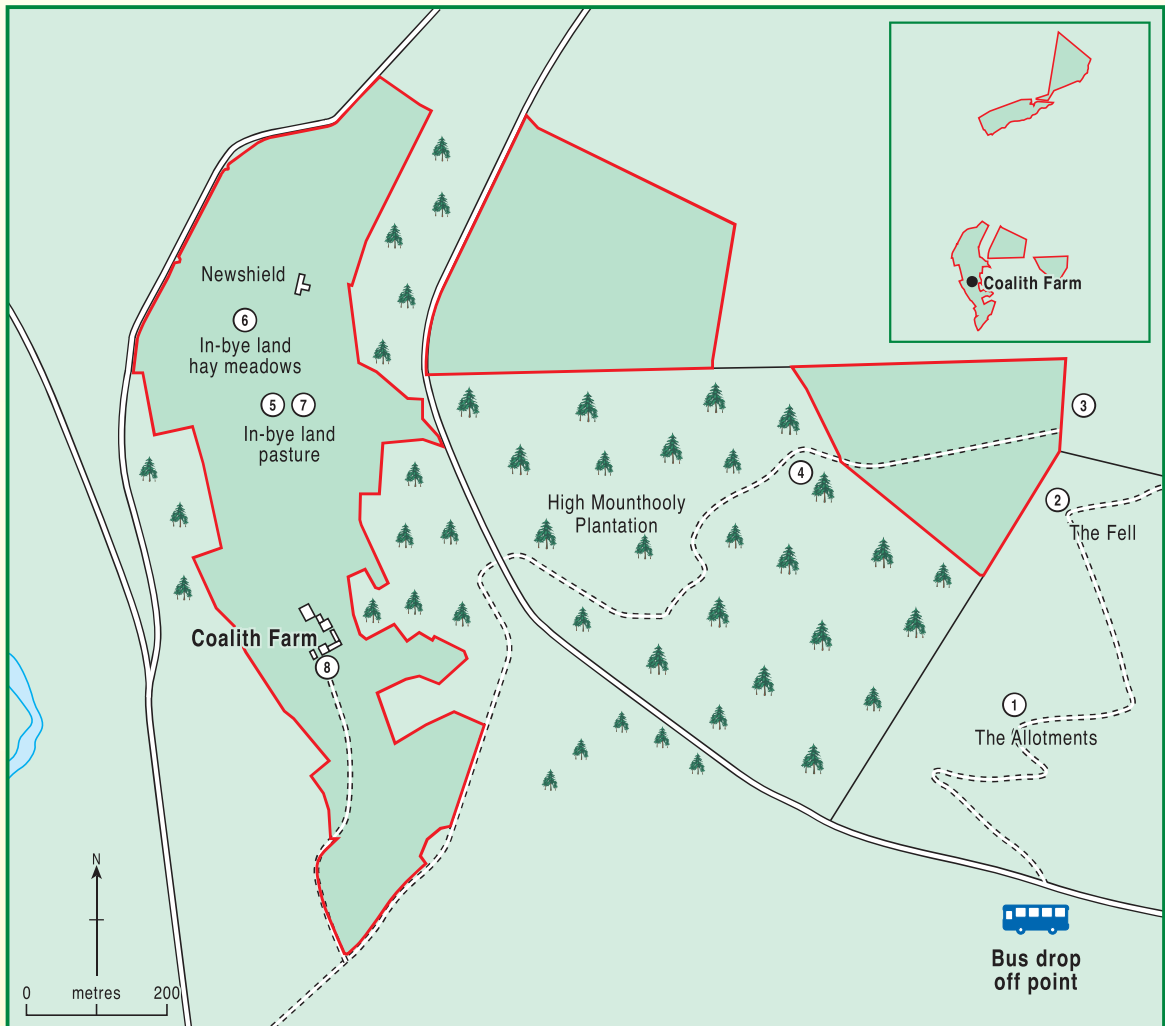 Coalith Farm
Newshield
6
In-bye land
hay meadows
5 7
In-bye land
pasture
3
4
High Mounthooly
Plantation
2
The Fell
Coalith Farm
8
1
The Allotments
N
0 metres 200
Bus drop
off point